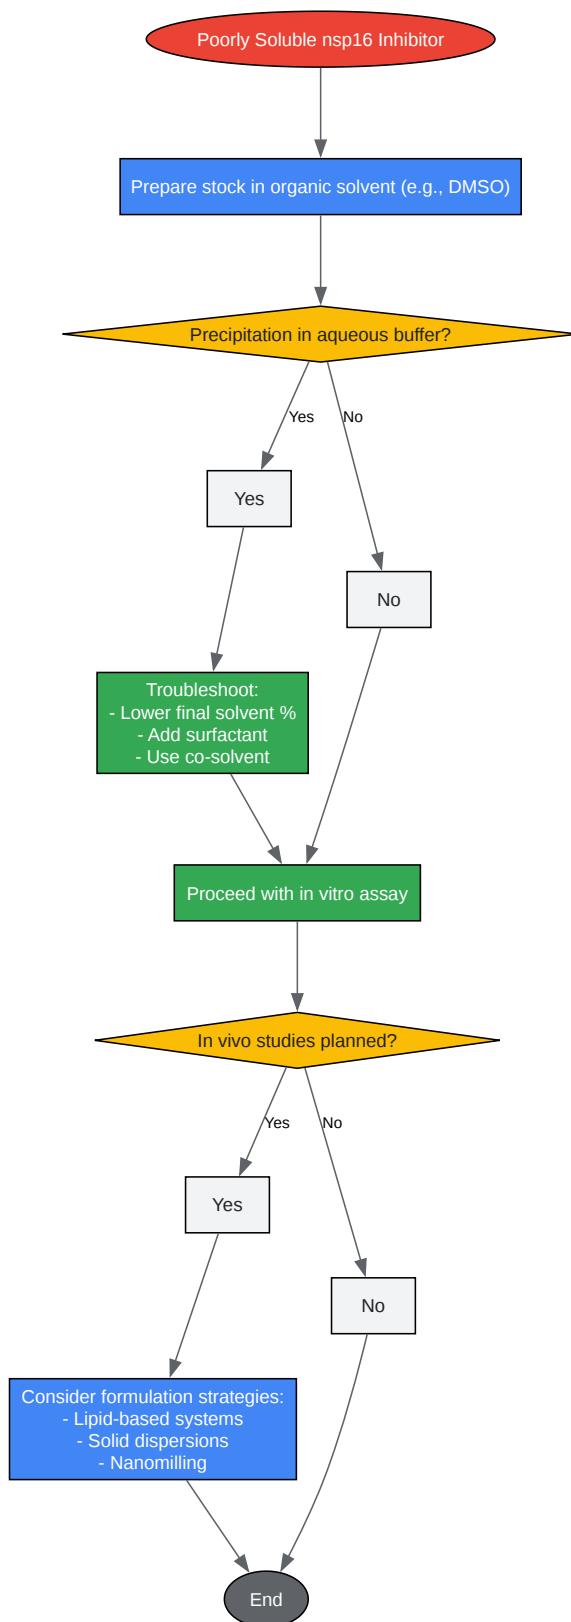 Poorly Soluble nsp16 Inhibitor
Prepare stock in organic solvent (e.g., DMSO)
Precipitation in aqueous buffer?
Yes
No
Yes
No
Troubleshoot:
- Lower final solvent %
- Add surfactant
- Use co-solvent
Proceed with in vitro assay
In vivo studies planned?
Yes
No
Yes
No
Consider formulation strategies:
- Lipid-based systems
- Solid dispersions
- Nanomilling
End